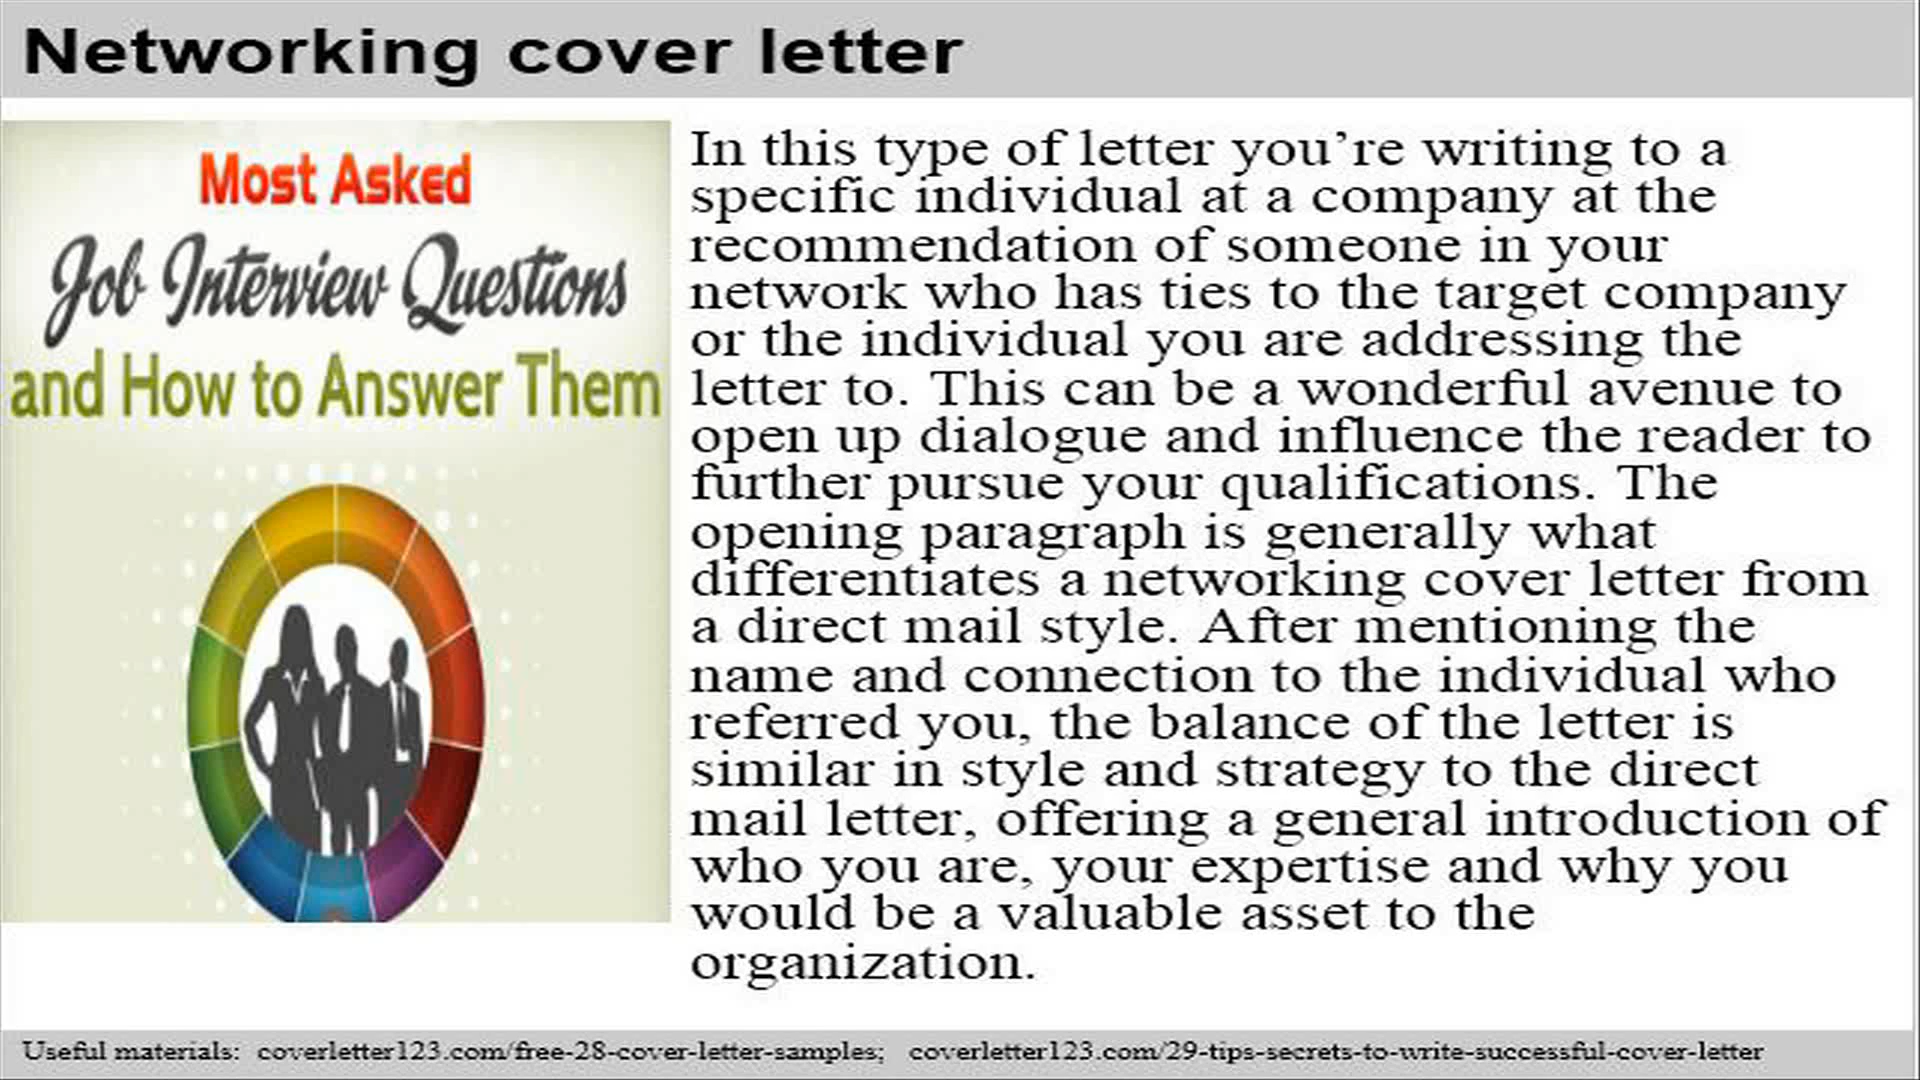 Networking cover letter
Most Asked
Job Interview Questions
and How to Answer Them
In this type of letter you’re writing to a
specific individual at a company at the
recommendation of someone in your
network who has ties to the target company
or the individual you are addressing the
letter to. This can be a wonderful avenue to
open up dialogue and influence the reader to
further pursue your qualifications. The
opening paragraph is generally what
differentiates a networking cover letter from
a direct mail style. After mentioning the
name and connection to the individual who
referred you, the balance of the letter is
similar in style and strategy to the direct
mail letter, offering a general introduction of
who you are, your expertise and why you
would be a valuable asset to the
organization.
Useful materials: coverletter123.com/free-28-cover-letter-samples; coverletter123.com/29-tips-secrets-to-write-successful-cover-letter